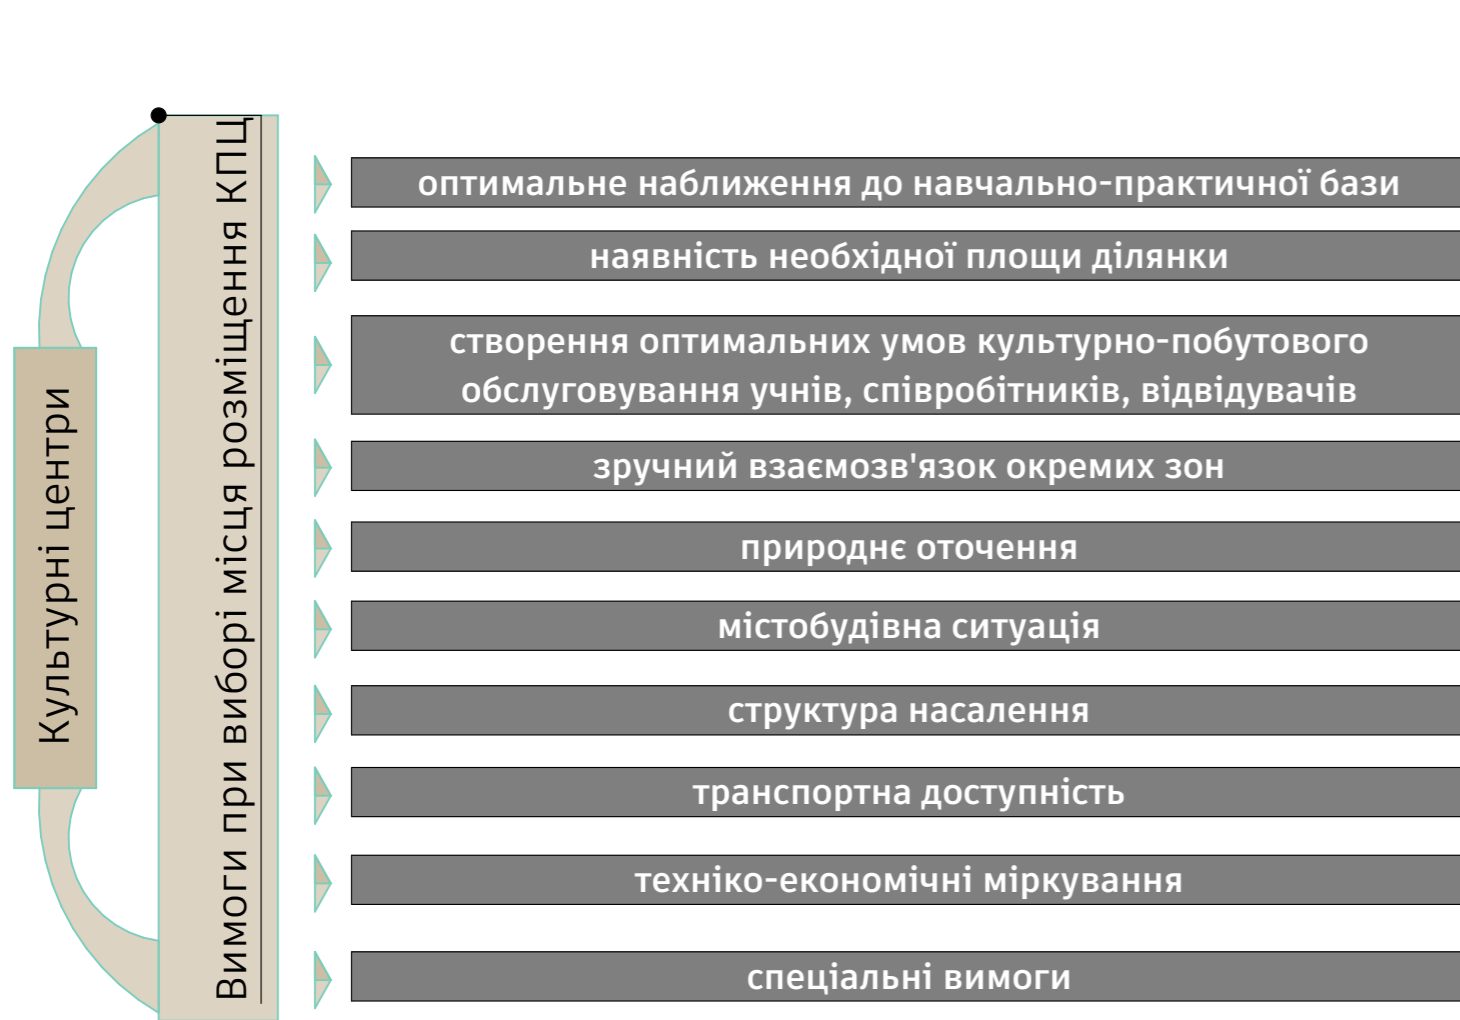 Культурні центри
Вимоги при виборі місця розміщення КПЦ
оптимальне наближення до навчально-практичної бази
наявність необхідної площи ділянки
створення оптимальних умов культурно-побутового
обслуговування учнів, співробітників, відвідувачів
зручний взаємозв'язок окремих зон
природнє оточення
містобудівна ситуація
структура насалення
транспортна доступність
техніко-економічні міркування
спеціальні вимоги